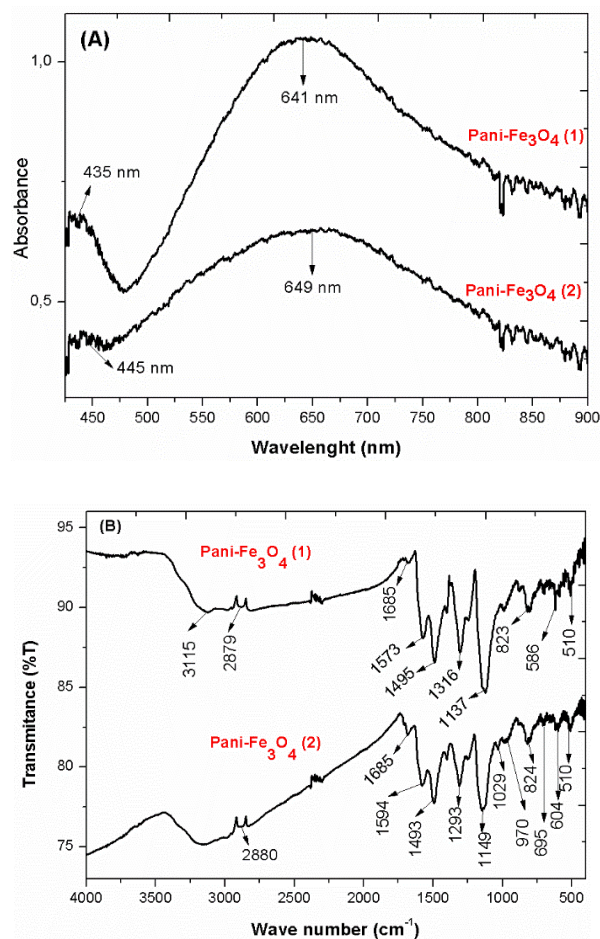 (A)
1,0
0,5
Absorbance
641 nm
435 nm
Pani-Fe₃O₄ (1)
649 nm
Pani-Fe₃O₄ (2)
445 nm
450 500 550 600 650 700 750 800 850 900
Wavelenght (nm)
(B)
95
90
85
80
75
Transmitance (%T)
Pani-Fe₃O₄ (1)
3115
2879
1685
1573
1495
1316
1137
823
586
510
Pani-Fe₃O₄ (2)
2880
1685
1594
1493
1293
1149
1029
970
824
695
604
510
4000 3500 3000 2500 2000 1500 1000 500
Wave number (cm⁻¹)